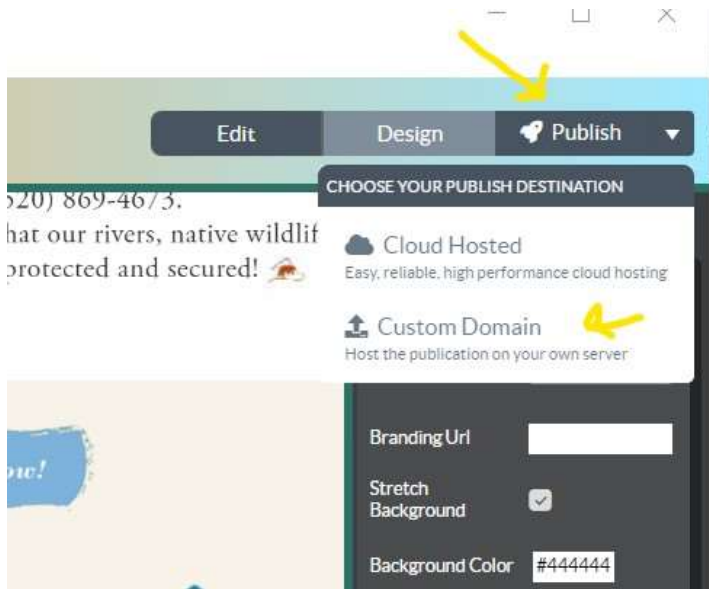 Edit Design Publish
CHOOSE YOUR PUBLISH DESTINATION
520) 869-4673.
hat our rivers, native wildlif
protected and secured!
Cloud Hosted
Easy, reliable, high performance cloud hosting
Custom Domain
Host the publication on your own server
ow!
Branding Url
Stretch
Background
Background Color #444444